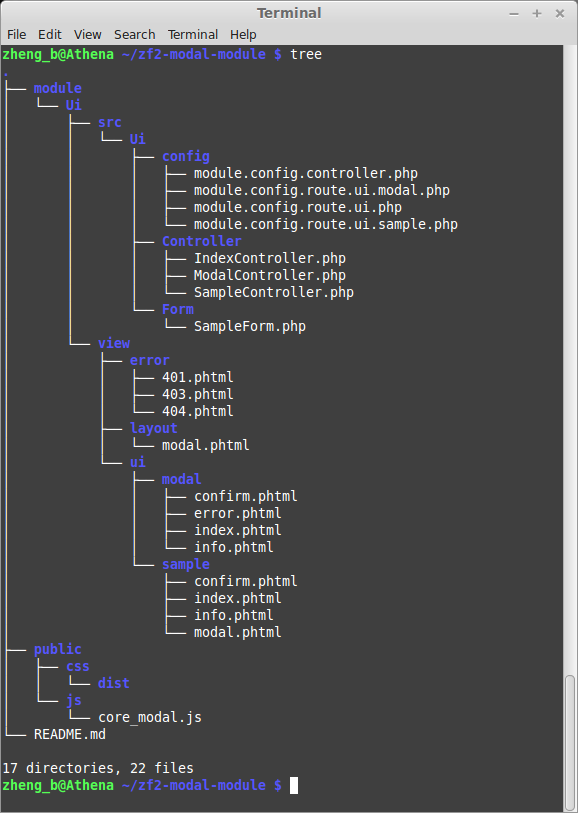 Terminal
File Edit View Search Terminal Help
zheng_b@Athena ~/zf2-modal-module $ tree
.
├── module
│   └── Ui
│       ├── src
│       │   └── Ui
│       │       ├── config
│       │       │   ├── module.config.controller.php
│       │       │   ├── module.config.route.ui.modal.php
│       │       │   ├── module.config.route.ui.php
│       │       │   └── module.config.route.ui.sample.php
│       │       ├── Controller
│       │       │   ├── IndexController.php
│       │       │   ├── ModalController.php
│       │       │   └── SampleController.php
│       │       └── Form
│       │           └── SampleForm.php
│       └── view
│           ├── error
│           │   ├── 401.phtml
│           │   ├── 403.phtml
│           │   └── 404.phtml
│           ├── layout
│           │   └── modal.phtml
│           └── ui
│               ├── modal
│               │   ├── confirm.phtml
│               │   ├── error.phtml
│               │   ├── index.phtml
│               │   └── info.phtml
│               └── sample
│                   ├── confirm.phtml
│                   ├── index.phtml
│                   ├── info.phtml
│                   └── modal.phtml
├── public
│   ├── css
│   │   └── dist
│   └── js
│       └── core_modal.js
└── README.md
17 directories, 22 files
zheng_b@Athena ~/zf2-modal-module $